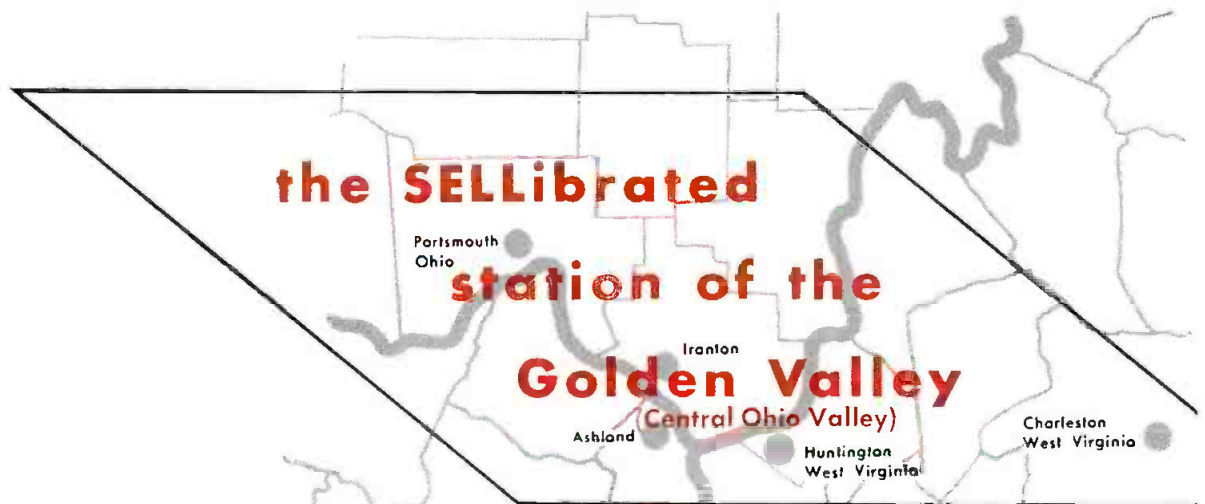 the SELLibrated
Portsmouth
Ohio
station of the
Ironton
Golden Valley
(Central Ohio Valley)
Ashland
Huntington
West Virginia
Charleston
West Virginia